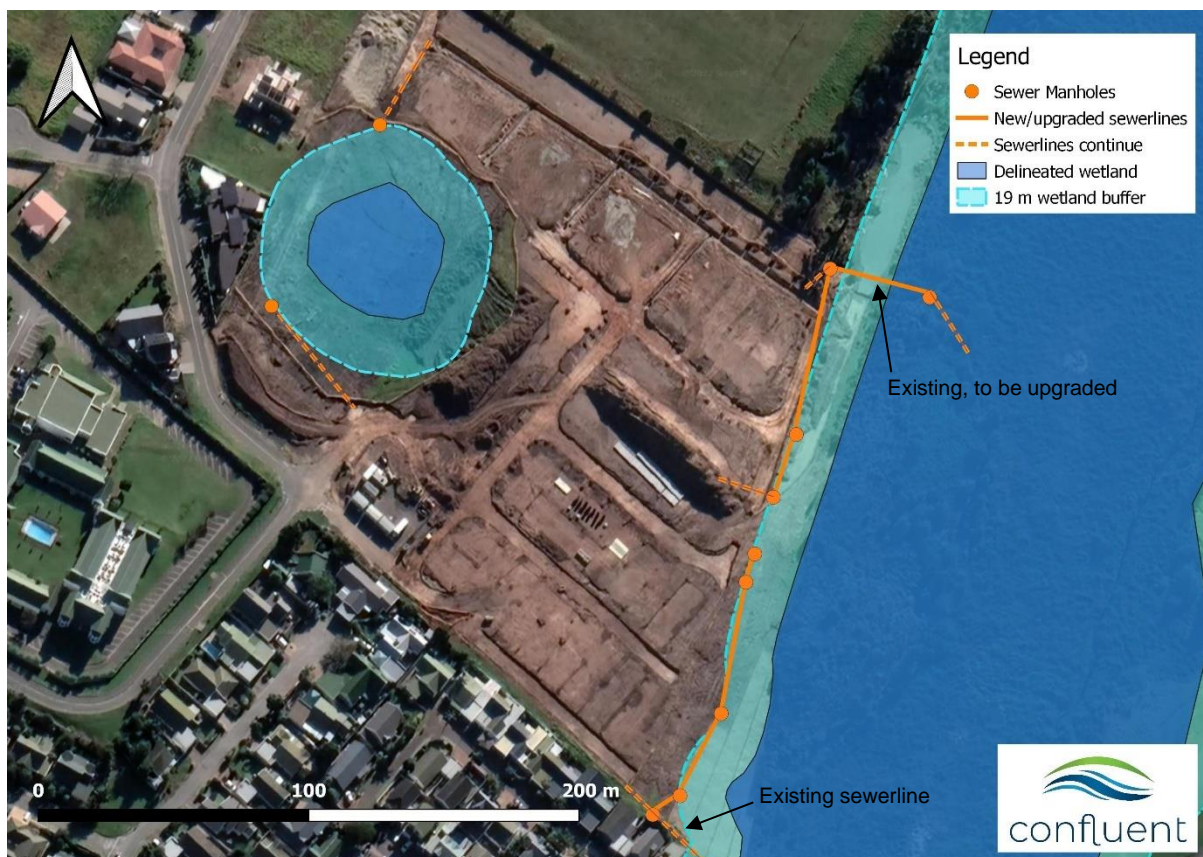 Legend
Sewer Manholes
New/upgraded sewerlines
Sewerlines continue
Delineated wetland
19 m wetland buffer
Existing, to be upgraded
0 100 200 m
Existing sewerline
confluent